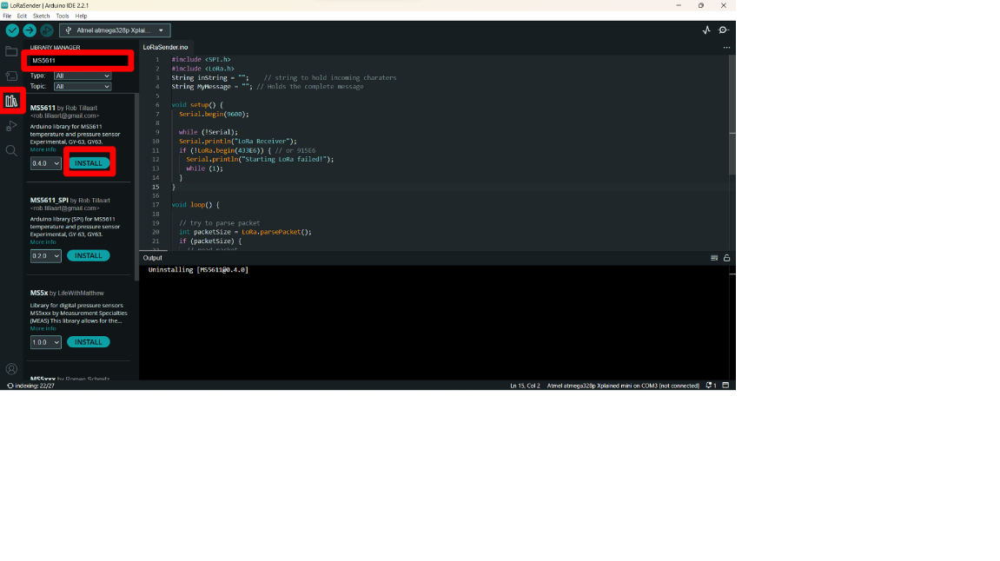 LoRaSender | Arduino IDE 2.2.1
File Edit Sketch Tools Help
Atmel atmega328p Xplai...
LIBRARY MANAGER
MS5611
Type: All
Topic: All
MS5611 by Rob Tillaart
<rob.tillaart@gmail.com>
Arduino library for MS5611
temperature and pressure sensor
Experimental, GY-63, GY63.
More info
0.4.0 INSTALL
MS5611_SPI by Rob Tillaart
<rob.tillaart@gmail.com>
Arduino library (SPI) for MS5611
temperature and pressure sensor
Experimental, GY-63, GY63.
More info
0.2.0 INSTALL
MS5x by LifeWithMatthew
Library for digital pressure sensors
MS5xxx by Measurement Specialties
(MEAS) This library allows for the...
More info
1.0.0 INSTALL
MS5xxx by Roman Schmitz
LoRaSender.ino
1 #include <SPI.h>
2 #include <LoRa.h>
3 String inString = "";    // string to hold incoming charaters
4 String MyMessage = ""; // Holds the complete message
5
6 void setup() {
7   Serial.begin(9600);
8
9   while (!Serial);
10   Serial.println("LoRa Receiver");
11   if (!LoRa.begin(433E6)) { // or 915E6
12     Serial.println("Starting LoRa failed!");
13     while (1);
14   }
15 }
16
17 void loop() {
18
19   // try to parse packet
20   int packetSize = LoRa.parsePacket();
21   if (packetSize) {
22     // read packet
Output
Uninstalling [MS5611@0.4.0]
indexing: 22/27
Ln 15, Col 2 Atmel atmega328p Xplained mini on COM3 [not connected] 1